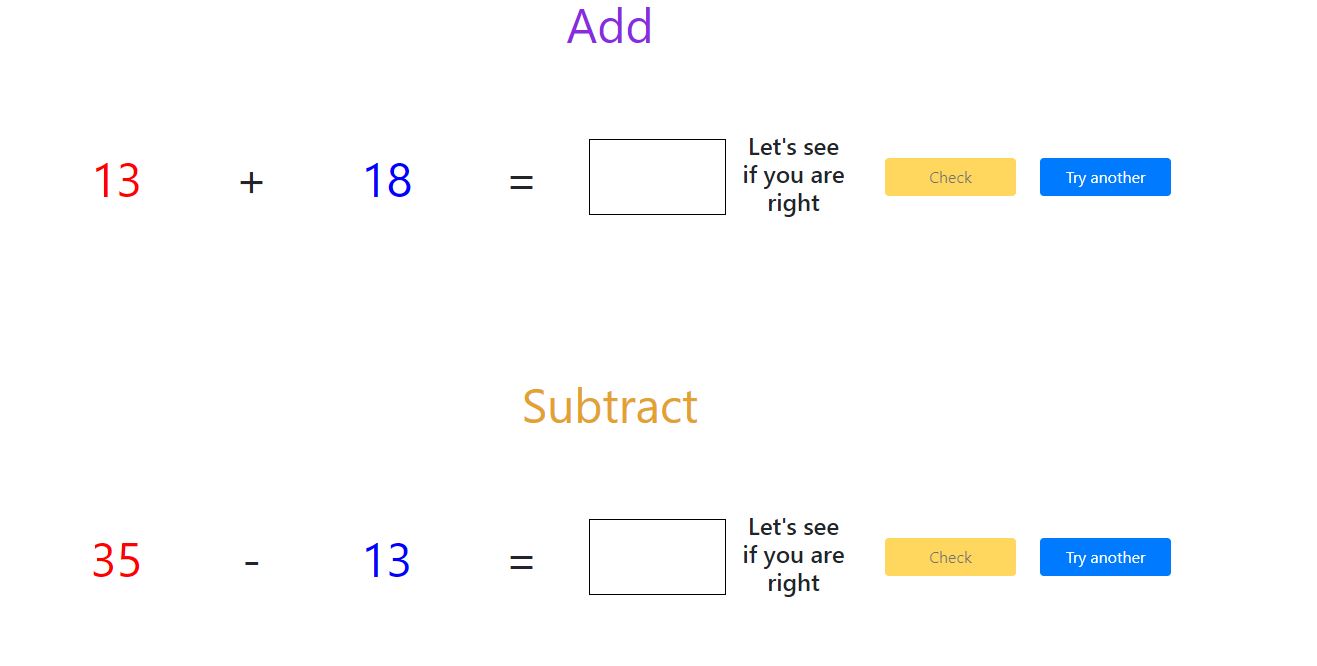 Add
13 + 18 =
Let's see
if you are
right
Check
Try another
Subtract
35 - 13 =
Let's see
if you are
right
Check
Try another